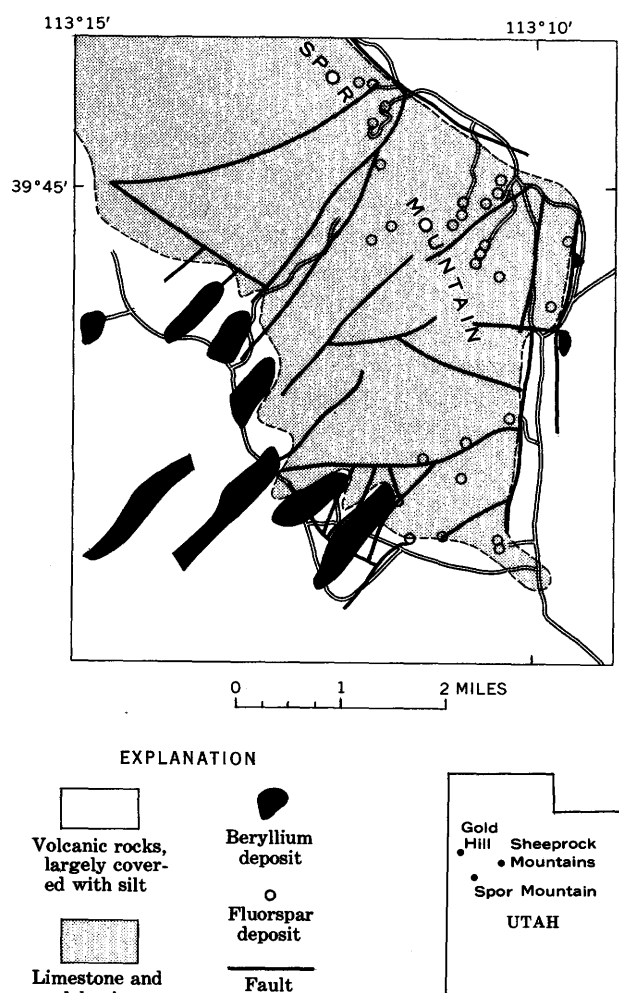 113°15′
113°10′
SPOR
39°45′
MOUNTAIN
0 1 2 MILES
EXPLANATION
Volcanic rocks,
largely cover-
ed with silt
Beryllium
deposit
Fluorspar
deposit
Limestone and
Fault
Gold
Hill
Sheeprock
Mountains
Spor Mountain
UTAH